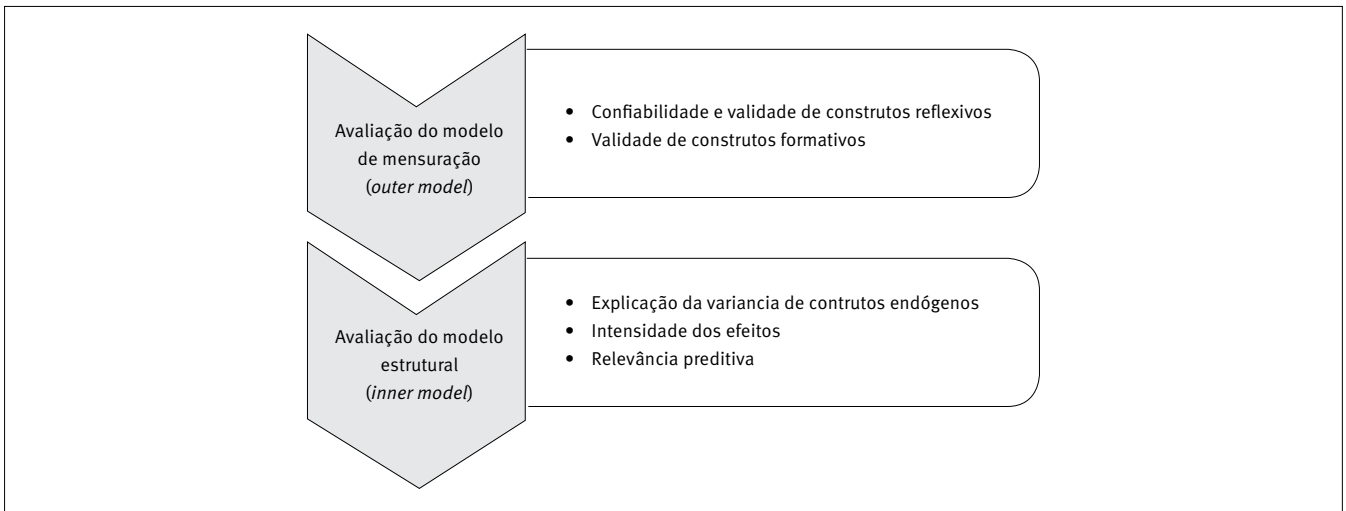 Avaliação do modelo
de mensuração
(outer model)
• Confiabilidade e validade de construtos reflexivos
• Validade de construtos formativos
Avaliação do modelo
estrutural
(inner model)
• Explicação da variancia de contrutos endógenos
• Intensidade dos efeitos
• Relevância preditiva